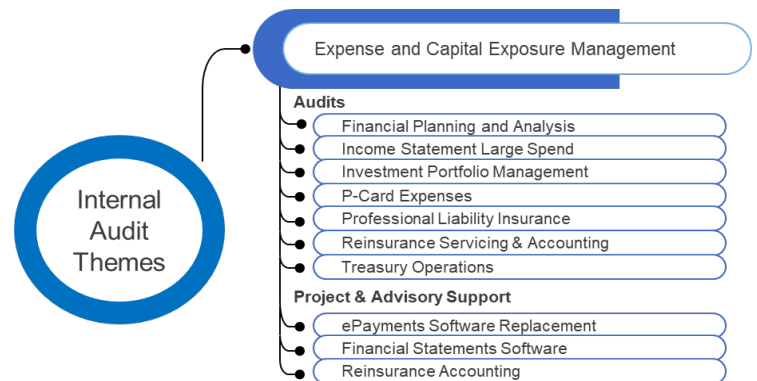 Expense and Capital Exposure Management
Internal
Audit
Themes
Audits
Financial Planning and Analysis
Income Statement Large Spend
Investment Portfolio Management
P-Card Expenses
Professional Liability Insurance
Reinsurance Servicing & Accounting
Treasury Operations
Project & Advisory Support
ePayments Software Replacement
Financial Statements Software
Reinsurance Accounting